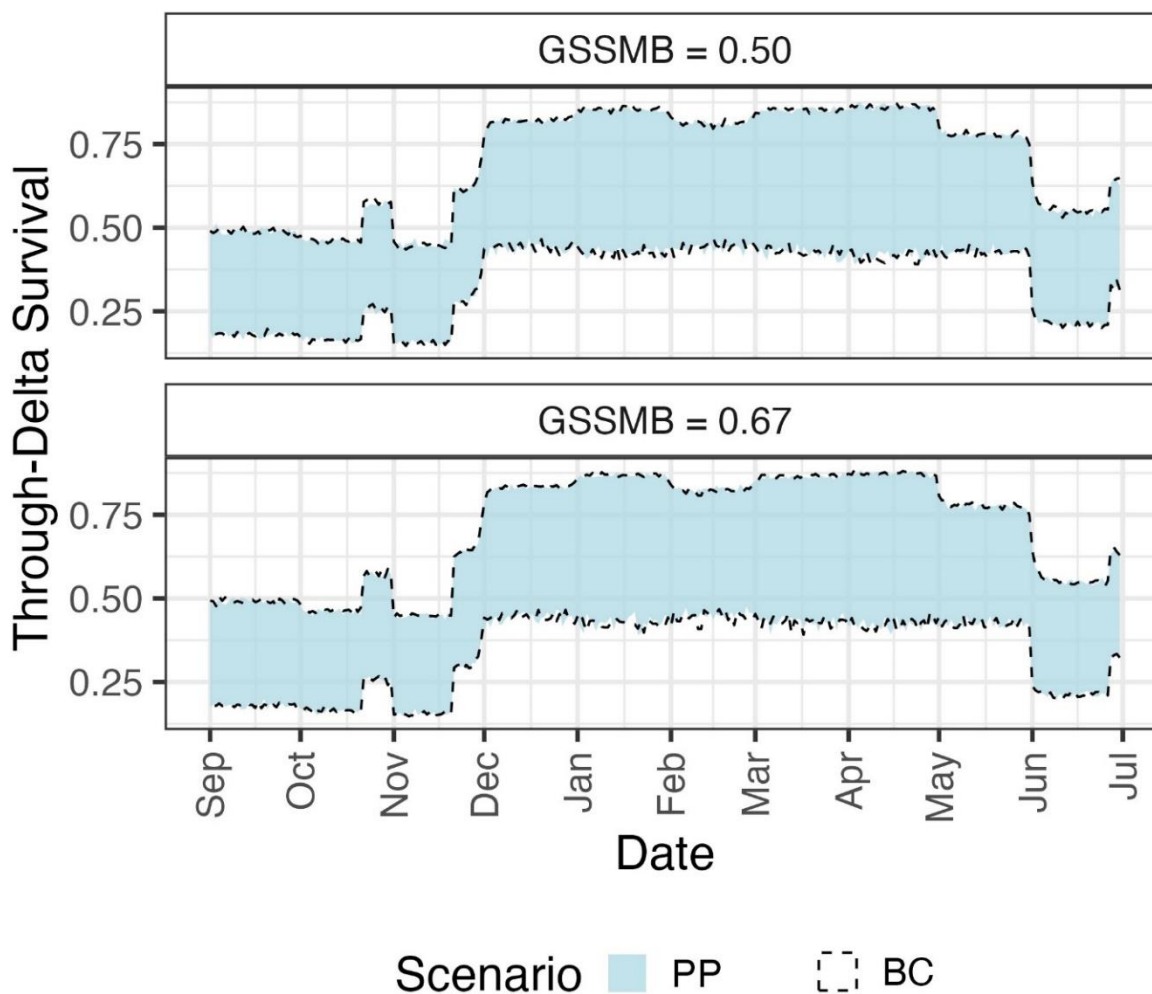 GSSMB = 0.50
0.75
0.50
0.25
GSSMB = 0.67
0.75
0.50
0.25
Through-Delta Survival
Sep
Oct
Nov
Dec
Jan
Feb
Mar
Apr
May
Jun
Jul
Date
Scenario PP BC